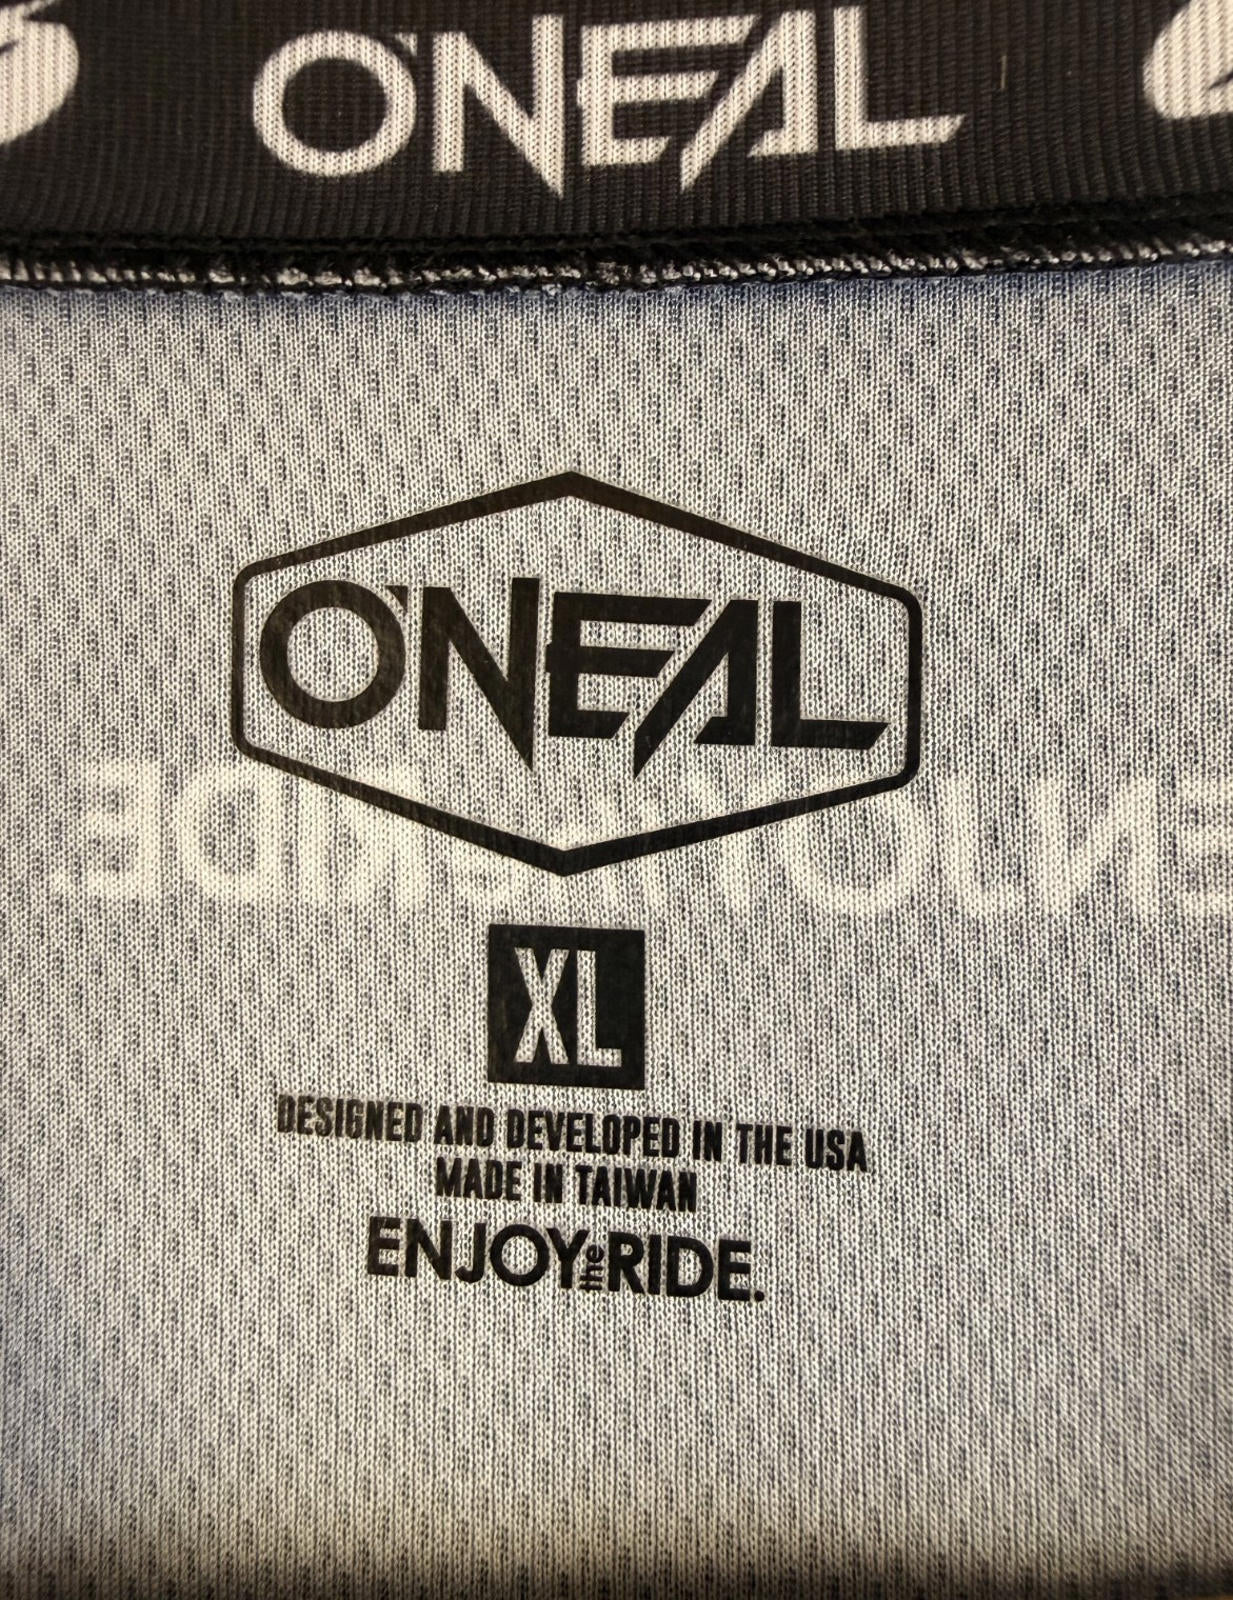 O'NEAL
O'NEAL
XL
DESIGNED AND DEVELOPED IN THE USA
MADE IN TAIWAN
ENJOY the RIDE.